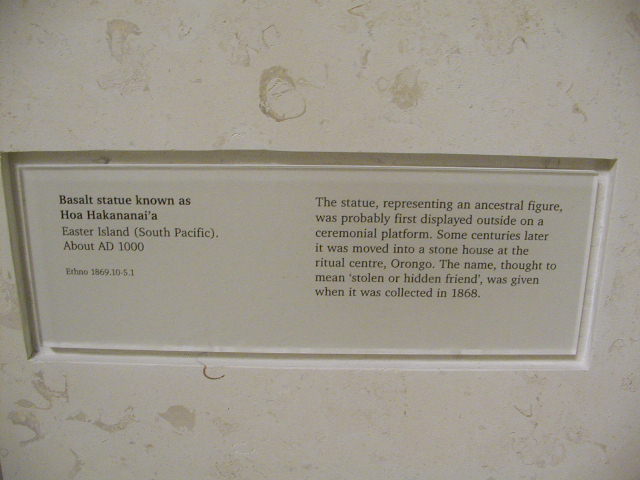 Basalt statue known as
Hoa Hakananai'a
Easter Island (South Pacific).
About AD 1000
Ethno 1869.10-5.1
The statue, representing an ancestral figure,
was probably first displayed outside on a
ceremonial platform. Some centuries later
it was moved into a stone house at the
ritual centre, Orongo. The name, thought to
mean 'stolen or hidden friend', was given
when it was collected in 1868.